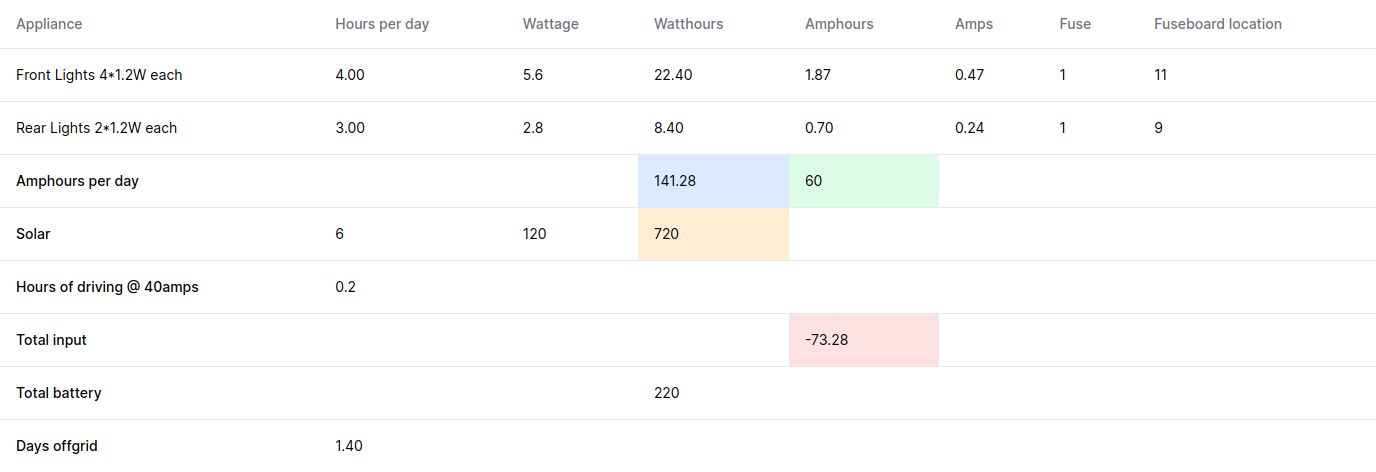 Appliance Hours per day Wattage Watthours Amphours Amps Fuse Fuseboard location
Front Lights 4*1.2W each 4.00 5.6 22.40 1.87 0.47 1 11
Rear Lights 2*1.2W each 3.00 2.8 8.40 0.70 0.24 1 9
Amphours per day 141.28 60
Solar 6 120 720
Hours of driving @ 40amps 0.2
Total input -73.28
Total battery 220
Days offgrid 1.40